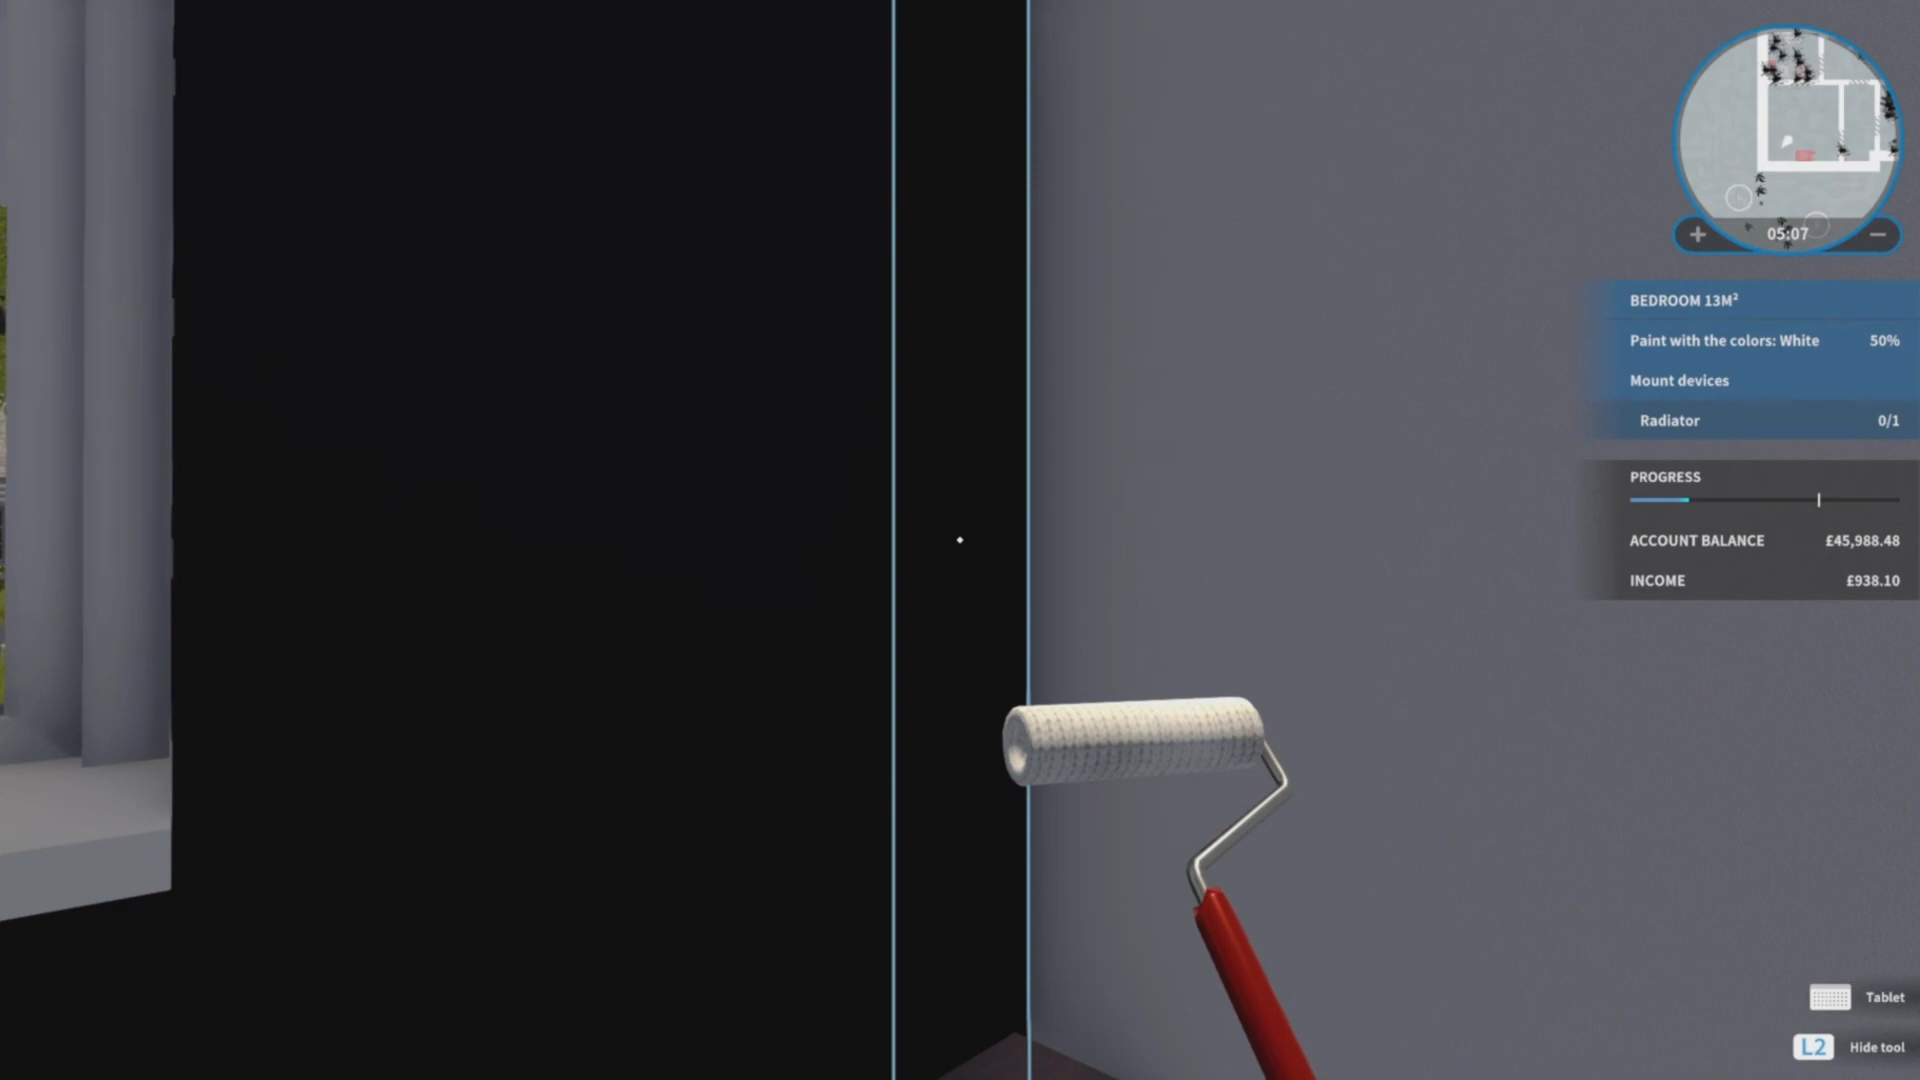 05:07
BEDROOM 13M²
Paint with the colors: White 50%
Mount devices
Radiator 0/1
PROGRESS
ACCOUNT BALANCE £45,988.48
INCOME £938.10
Tablet
L2 Hide tool